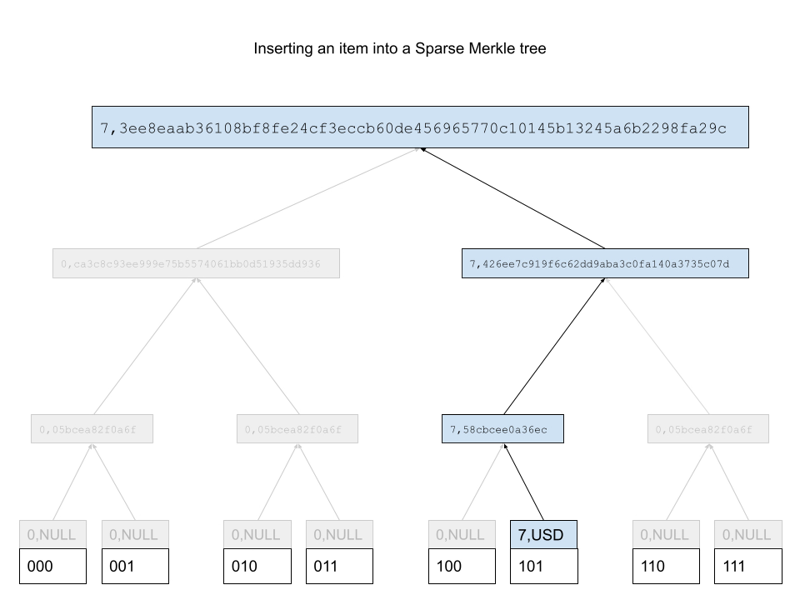 Inserting an item into a Sparse Merkle tree
7,3ee8eaab36108bf8fe24cf3eccb60de456965770c10145b13245a6b2298fa29c
0,ca3c8c93ee999e75b5574061bb0d51935dd936
7,426ee7c919f6c62dd9aba3c0fa140a3735c07d
0,05bcea82f0a6f
0,05bcea82f0a6f
7,58cbcee0a36ec
0,05bcea82f0a6f
0,NULL
0,NULL
0,NULL
0,NULL
0,NULL
7,USD
0,NULL
0,NULL
000
001
010
011
100
101
110
111